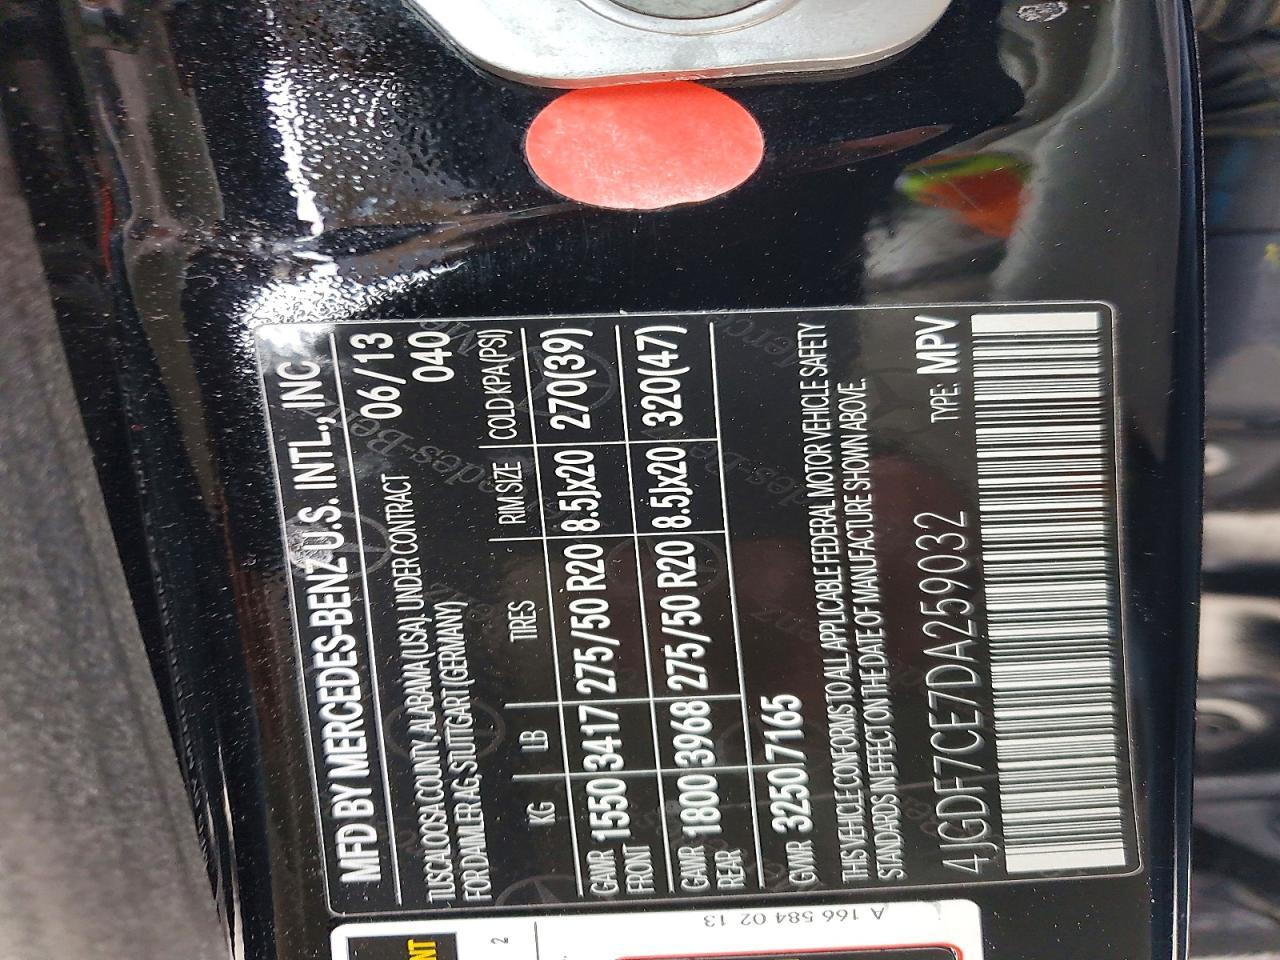 MFD BY MERCEDES-BENZ U.S. INTL., INC.
TUSCALOOSA COUNTY, ALABAMA (USA), UNDER CONTRACT 06/13
FOR DAIMLER AG, STUTTGART (GERMANY) 040
KG LB TIRES RIM SIZE COLD KPA(PSI)
GAWR FRONT 1550 3417 275/50 R20 8.5Jx20 270(39)
GAWR REAR 1800 3968 275/50 R20 8.5Jx20 320(47)
GVWR 3250 7165
THIS VEHICLE CONFORMS TO ALL APPLICABLE FEDERAL MOTOR VEHICLE SAFETY
STANDARDS IN EFFECT ON THE DATE OF MANUFACTURE SHOWN ABOVE.
4JGDF7CE7DA259032 TYPE: MPV
A 166 584 02 13
NT
2